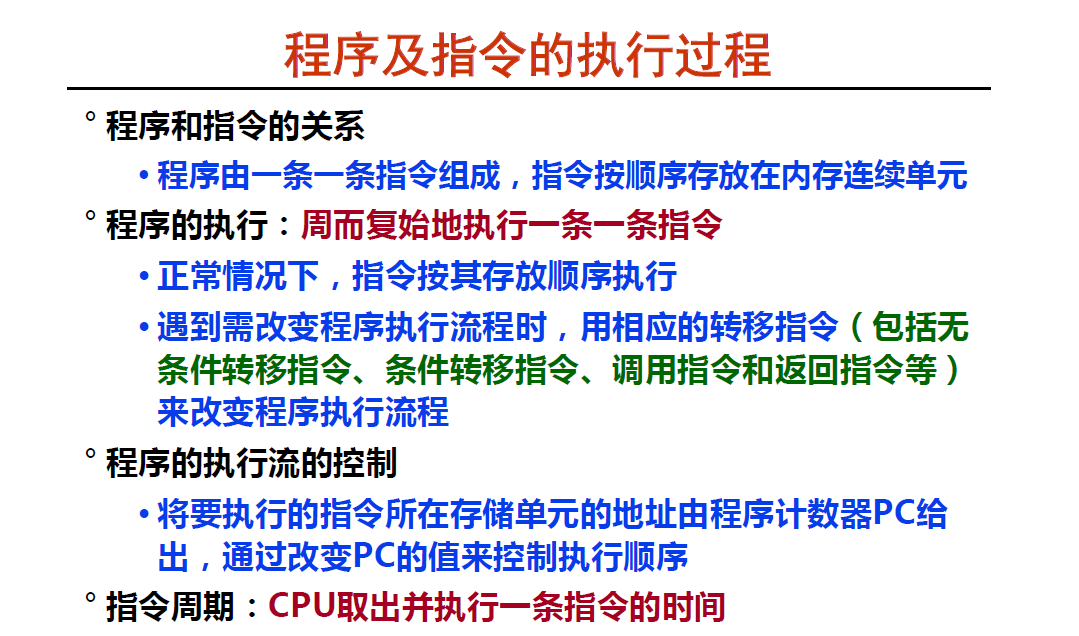 程序及指令的执行过程
° 程序和指令的关系
• 程序由一条一条指令组成，指令按顺序存放在内存连续单元
° 程序的执行：周而复始地执行一条一条指令
• 正常情况下，指令按其存放顺序执行
• 遇到需改变程序执行流程时，用相应的转移指令（包括无
条件转移指令、条件转移指令、调用指令和返回指令等）
来改变程序执行流程
° 程序的执行流的控制
• 将要执行的指令所在存储单元的地址由程序计数器PC给
出，通过改变PC的值来控制执行顺序
° 指令周期：CPU取出并执行一条指令的时间